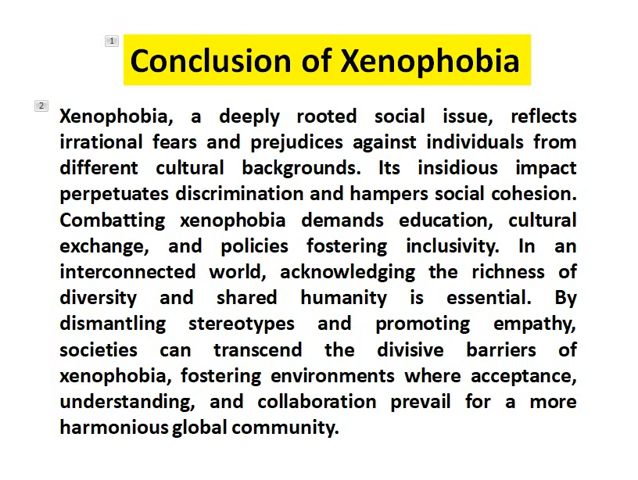 1
Conclusion of Xenophobia
2
Xenophobia, a deeply rooted social issue, reflects
irrational fears and prejudices against individuals from
different cultural backgrounds. Its insidious impact
perpetuates discrimination and hampers social cohesion.
Combatting xenophobia demands education, cultural
exchange, and policies fostering inclusivity. In an
interconnected world, acknowledging the richness of
diversity and shared humanity is essential. By
dismantling stereotypes and promoting empathy,
societies can transcend the divisive barriers of
xenophobia, fostering environments where acceptance,
understanding, and collaboration prevail for a more
harmonious global community.